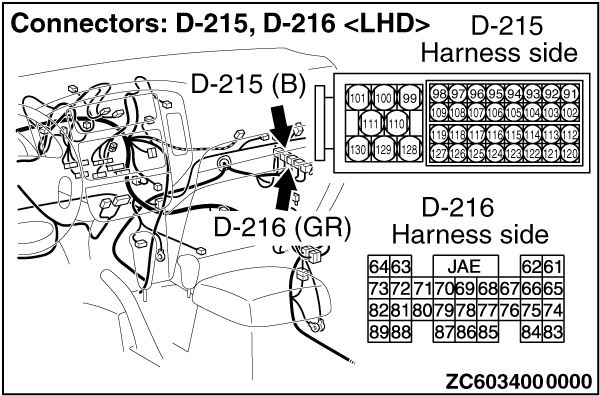 Connectors: D-215, D-216 <LHD>
D-215
Harness side
D-215 (B)
101 100 99 98 97 96 95 94 93 92 91
109 108 107 106 105 104 103 102
111 110
119 118 117 116 115 114 113 112
130 129 128 127 126 125 124 123 122 121 120
D-216 (GR)
D-216
Harness side
64 63 JAE 62 61
73 72 71 70 69 68 67 66 65
82 81 80 79 78 77 76 75 74
89 88 87 86 85 84 83
ZC6034000000